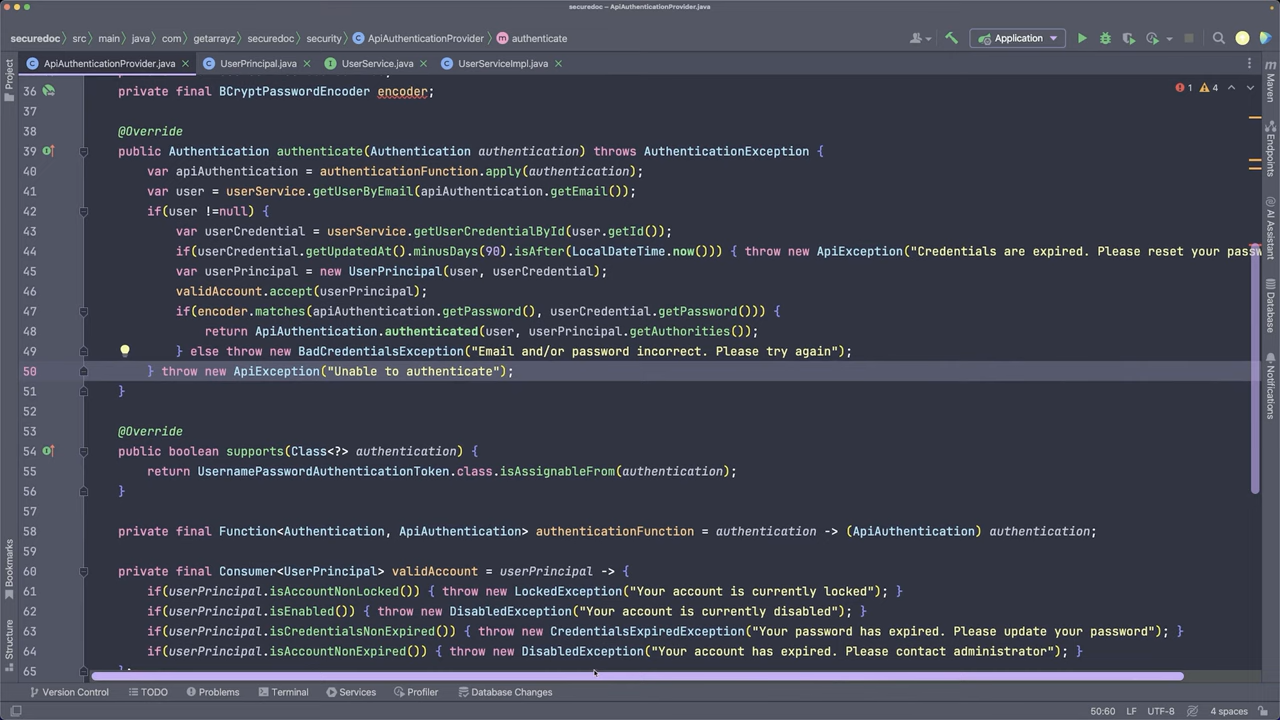 securedoc – ApiAuthenticationProvider.java
securedoc src main java com getarrayz securedoc security ApiAuthenticationProvider authenticate Application
ApiAuthenticationProvider.java UserPrincipal.java UserService.java UserServiceImpl.java
Project
Bookmarks
Structure
1 4
36 private final BCryptPasswordEncoder encoder;
37
38 @Override
39 public Authentication authenticate(Authentication authentication) throws AuthenticationException {
40 var apiAuthentication = authenticationFunction.apply(authentication);
41 var user = userService.getUserByEmail(apiAuthentication.getEmail());
42 if(user !=null) {
43 var userCredential = userService.getUserCredentialById(user.getId());
44 if(userCredential.getUpdatedAt().minusDays(90).isAfter(LocalDateTime.now())) { throw new ApiException("Credentials are expired. Please reset your passw
45 var userPrincipal = new UserPrincipal(user, userCredential);
46 validAccount.accept(userPrincipal);
47 if(encoder.matches(apiAuthentication.getPassword(), userCredential.getPassword())) {
48 return ApiAuthentication.authenticated(user, userPrincipal.getAuthorities());
49 } else throw new BadCredentialsException("Email and/or password incorrect. Please try again");
50 } throw new ApiException("Unable to authenticate");
51 }
52
53 @Override
54 public boolean supports(Class<?> authentication) {
55 return UsernamePasswordAuthenticationToken.class.isAssignableFrom(authentication);
56 }
57
58 private final Function<Authentication, ApiAuthentication> authenticationFunction = authentication -> (ApiAuthentication) authentication;
59
60 private final Consumer<UserPrincipal> validAccount = userPrincipal -> {
61 if(userPrincipal.isAccountNonLocked()) { throw new LockedException("Your account is currently locked"); }
62 if(userPrincipal.isEnabled()) { throw new DisabledException("Your account is currently disabled"); }
63 if(userPrincipal.isCredentialsNonExpired()) { throw new CredentialsExpiredException("Your password has expired. Please update your password"); }
64 if(userPrincipal.isAccountNonExpired()) { throw new DisabledException("Your account has expired. Please contact administrator"); }
65 };
m
Maven
Endpoints
AI Assistant
Database
Notifications
Version Control TODO Problems Terminal Services Profiler Database Changes
50:60 LF UTF-8 4 spaces